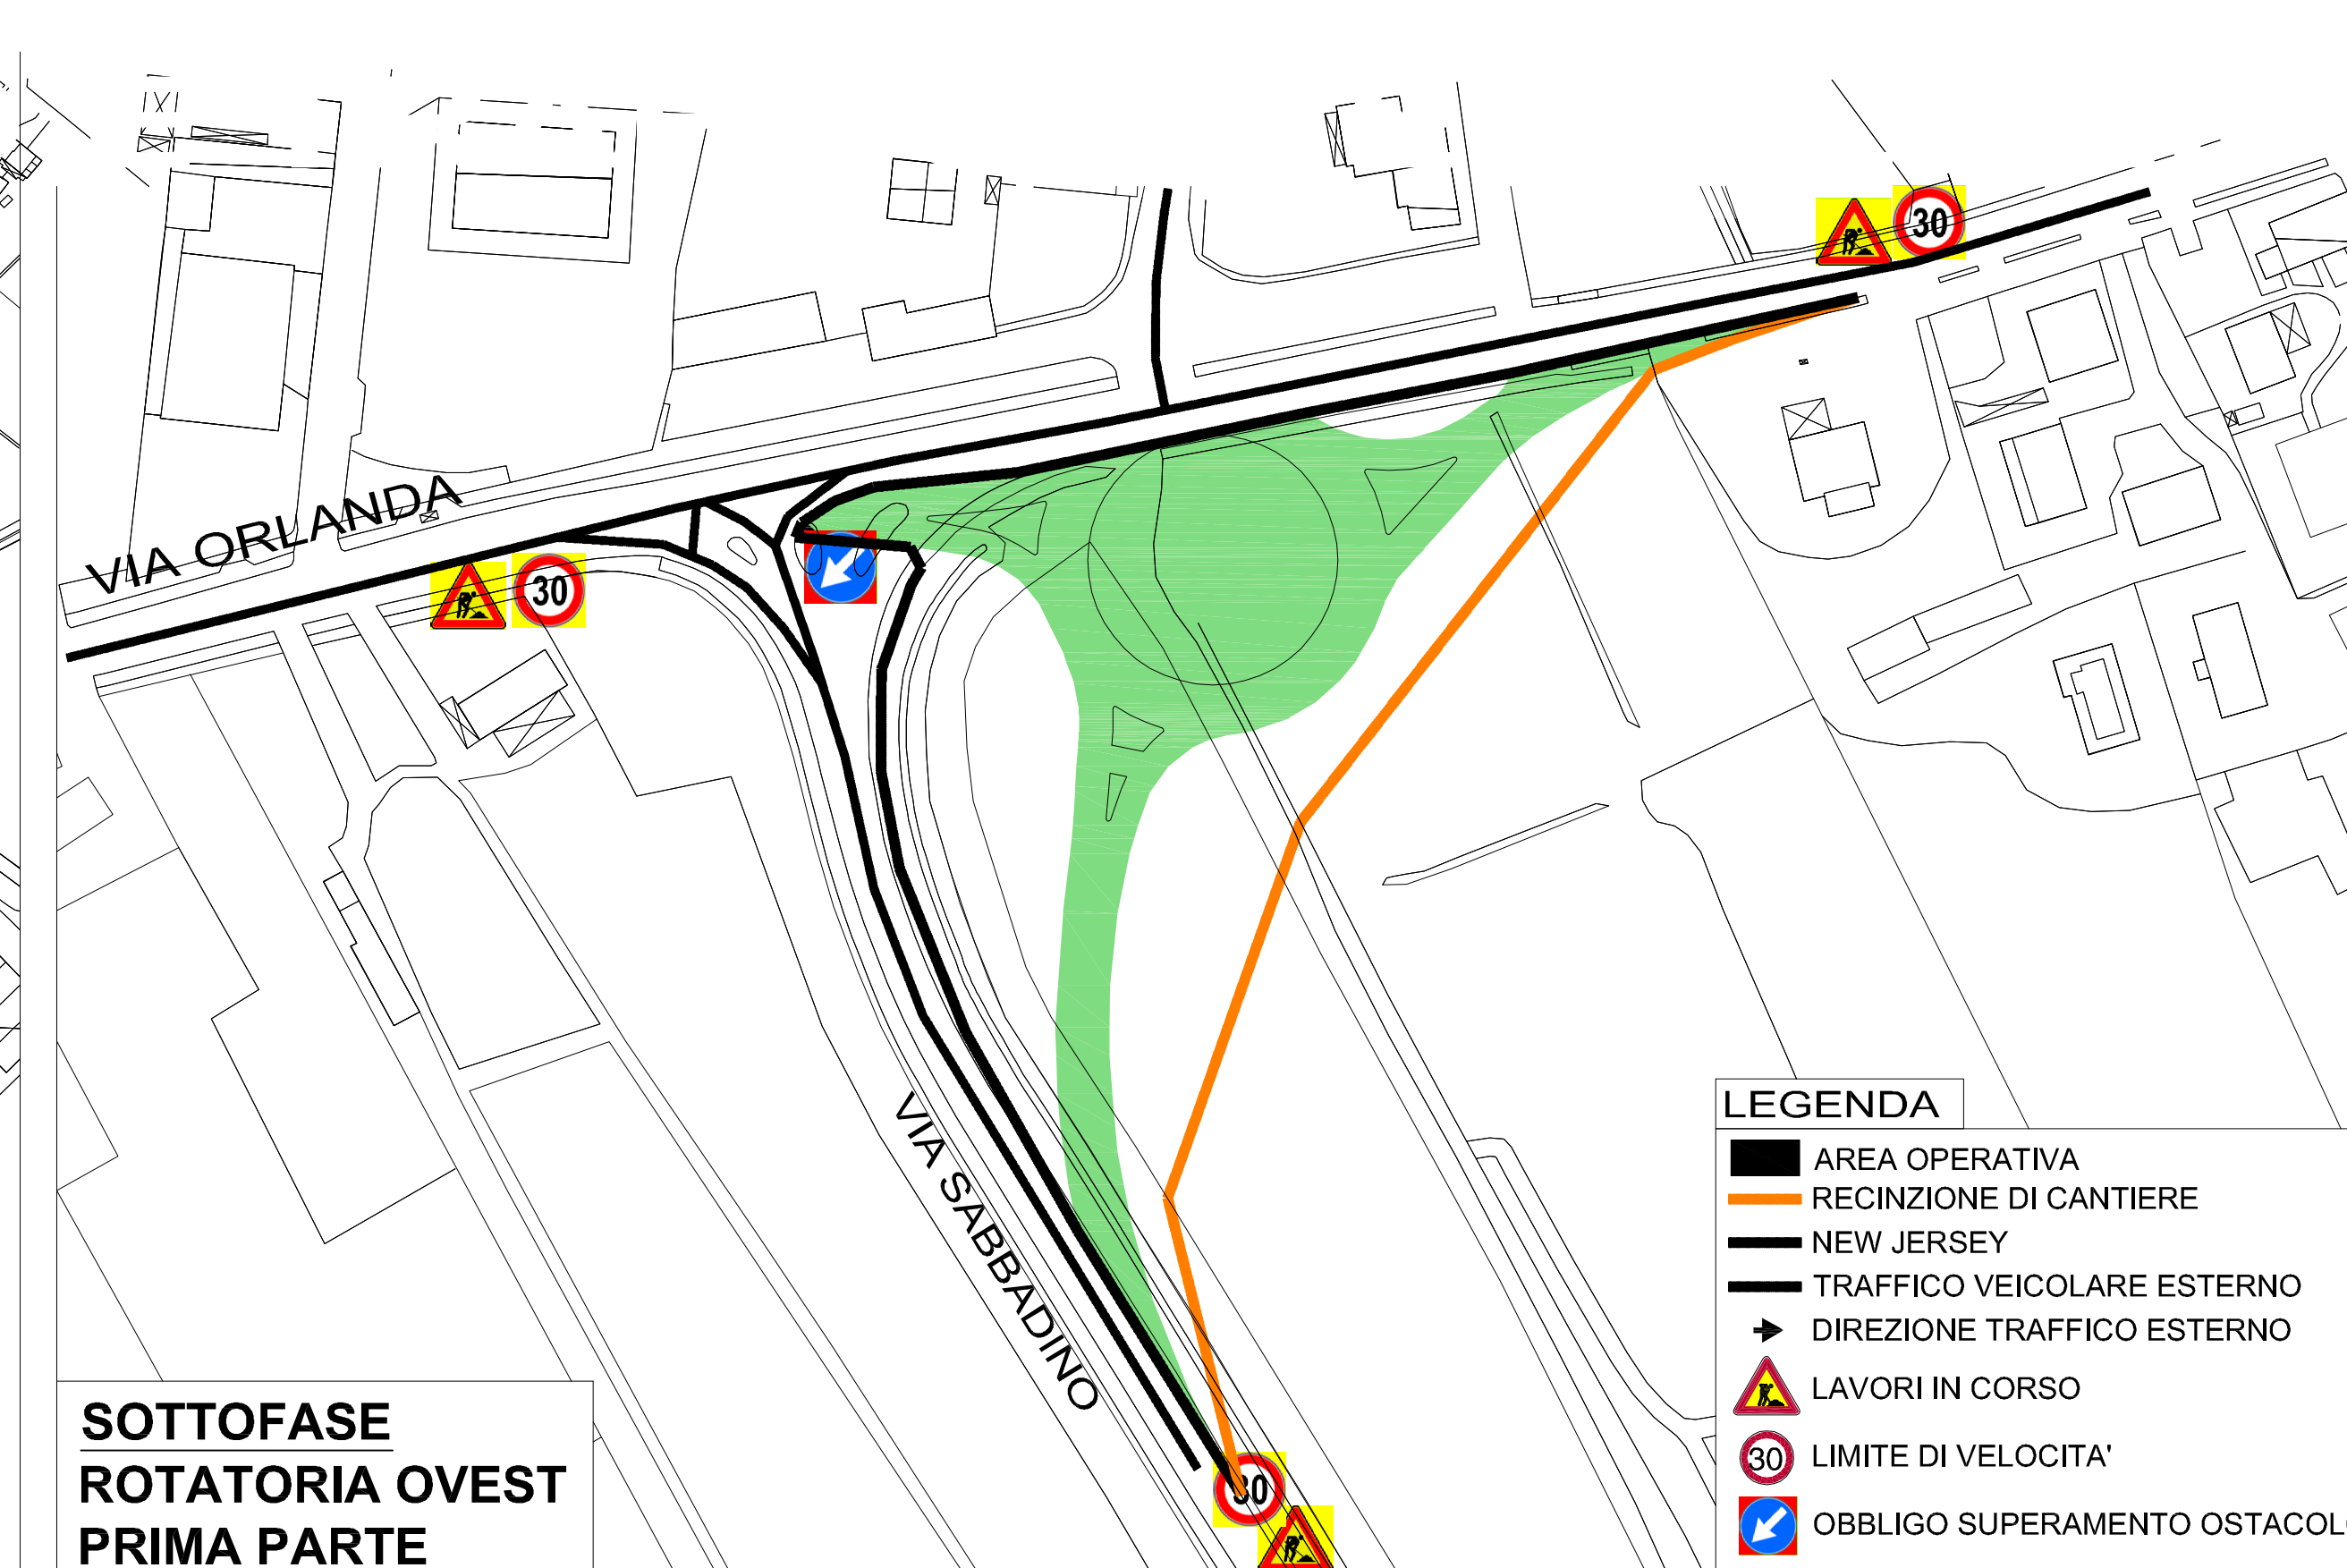 30
VIA ORLANDA
30
VIA SABBADINO
30
LEGENDA
AREA OPERATIVA
RECINZIONE DI CANTIERE
NEW JERSEY
TRAFFICO VEICOLARE ESTERNO
DIREZIONE TRAFFICO ESTERNO
LAVORI IN CORSO
30 LIMITE DI VELOCITA'
OBBLIGO SUPERAMENTO OSTACOL
SOTTOFASE
ROTATORIA OVEST
PRIMA PARTE